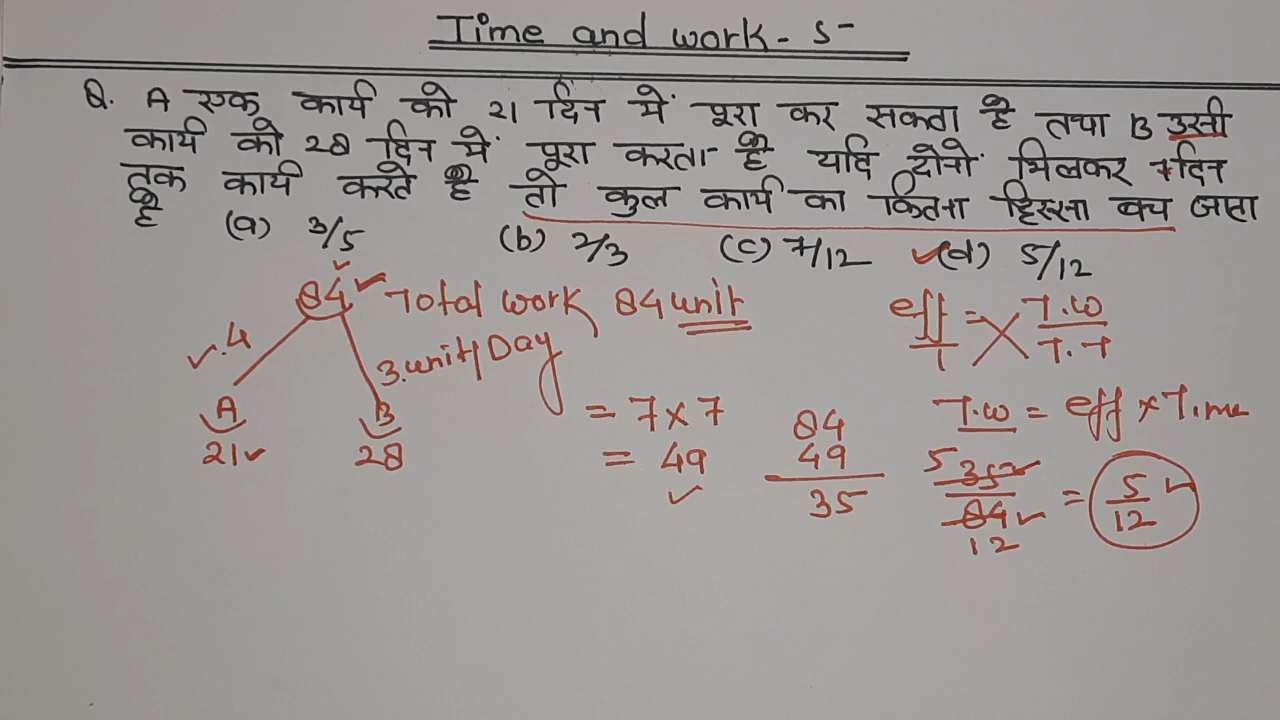 Time and work - 5-
Q. A एक कार्य को 21 दिन में पूरा कर सकता है तथा B उसी
कार्य को 28 दिन में पूरा करता है यदि दोनों मिलकर 7 दिन
तक कार्य करते है तो कुल कार्य का कितना हिस्सा बच जाता
है (a) 3/5 (b) 2/3 (c) 7/12 ✓(d) 5/12
84 ✓ Total work 84 unit
✓.4 3.unit/Day
A B
21✓ 28
= 7×7
= 49
✓
84
49
35
eff/1 = T.W/T.T
T.W = eff × Time
5 35✓
84✓ = 5/12 ✓
12